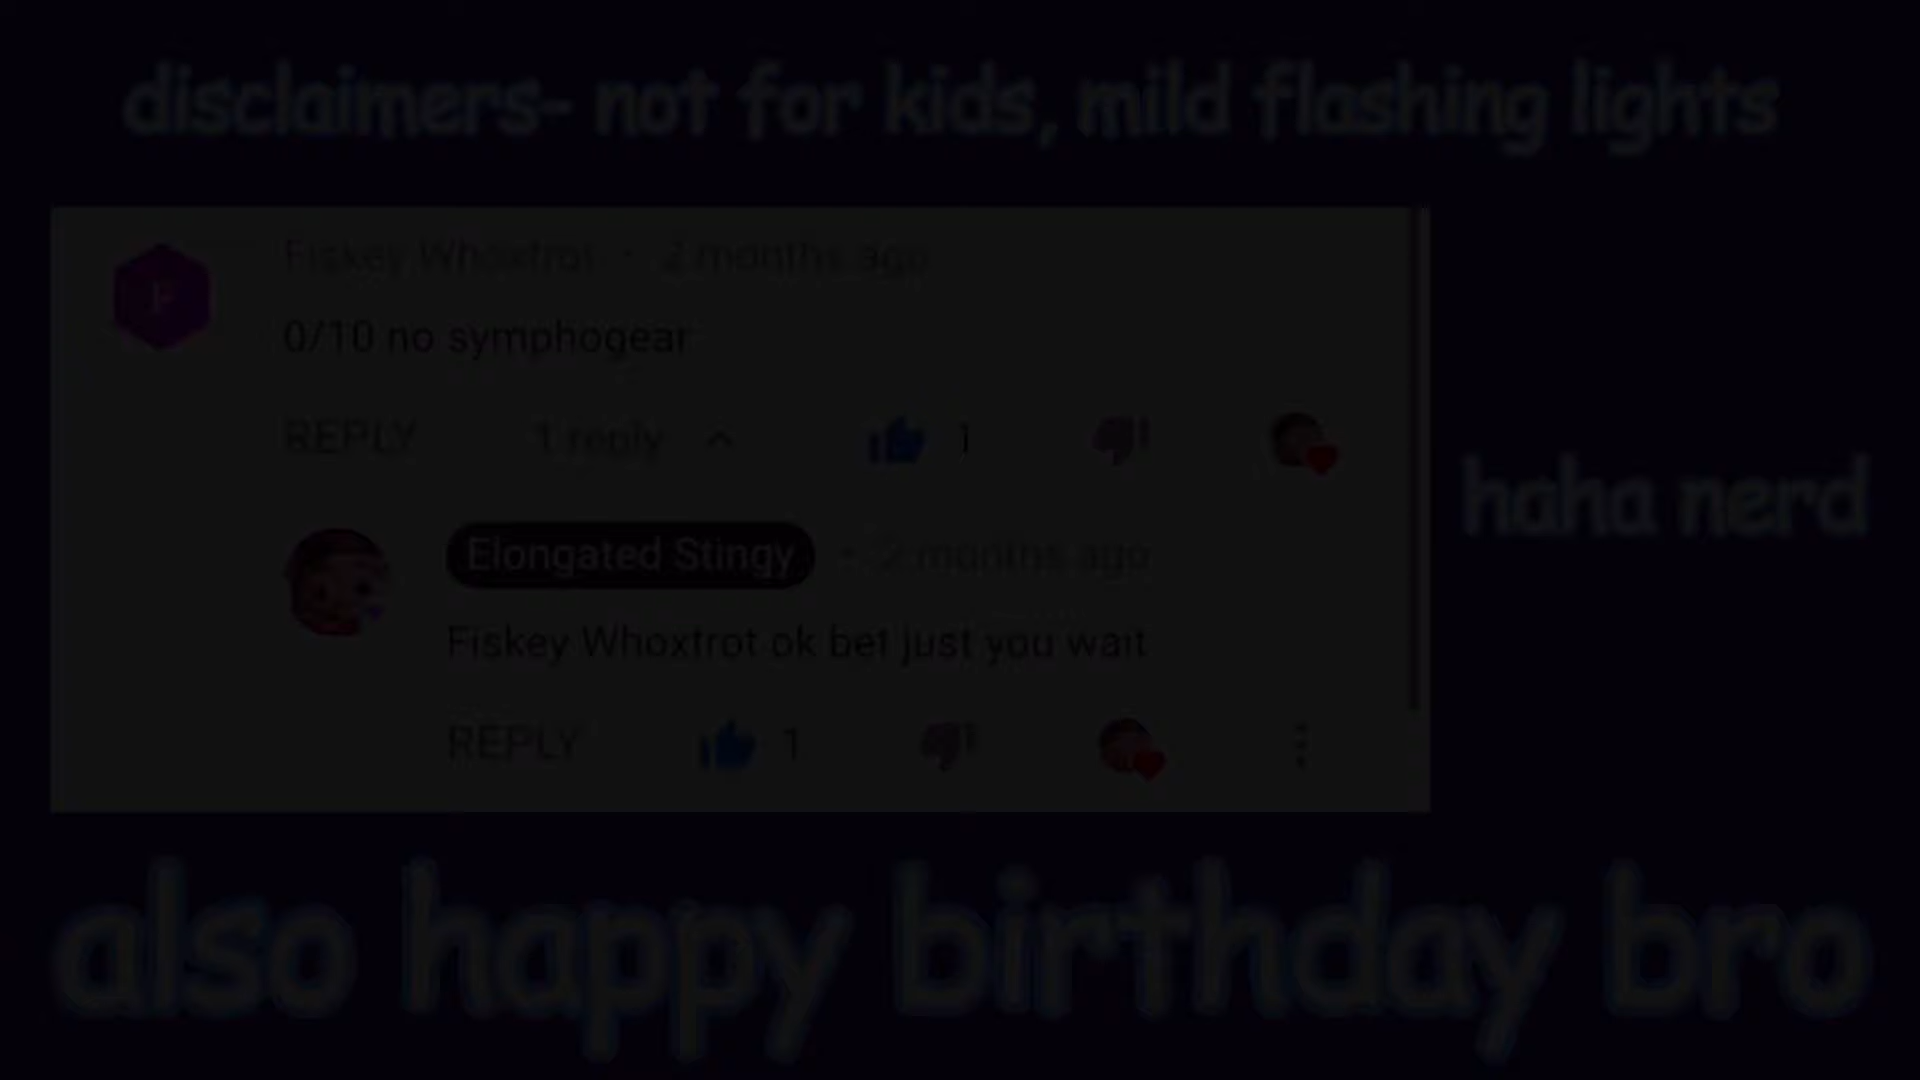 disclaimers- not for kids, mild flashing lights
Fiskey Whoxtrot · 2 months ago
F
0/10 no symphogear
REPLY 1 reply 1
haha nerd
Elongated Stingy · 2 months ago
Fiskey Whoxtrot ok bet just you wait
REPLY 1
also happy birthday bro